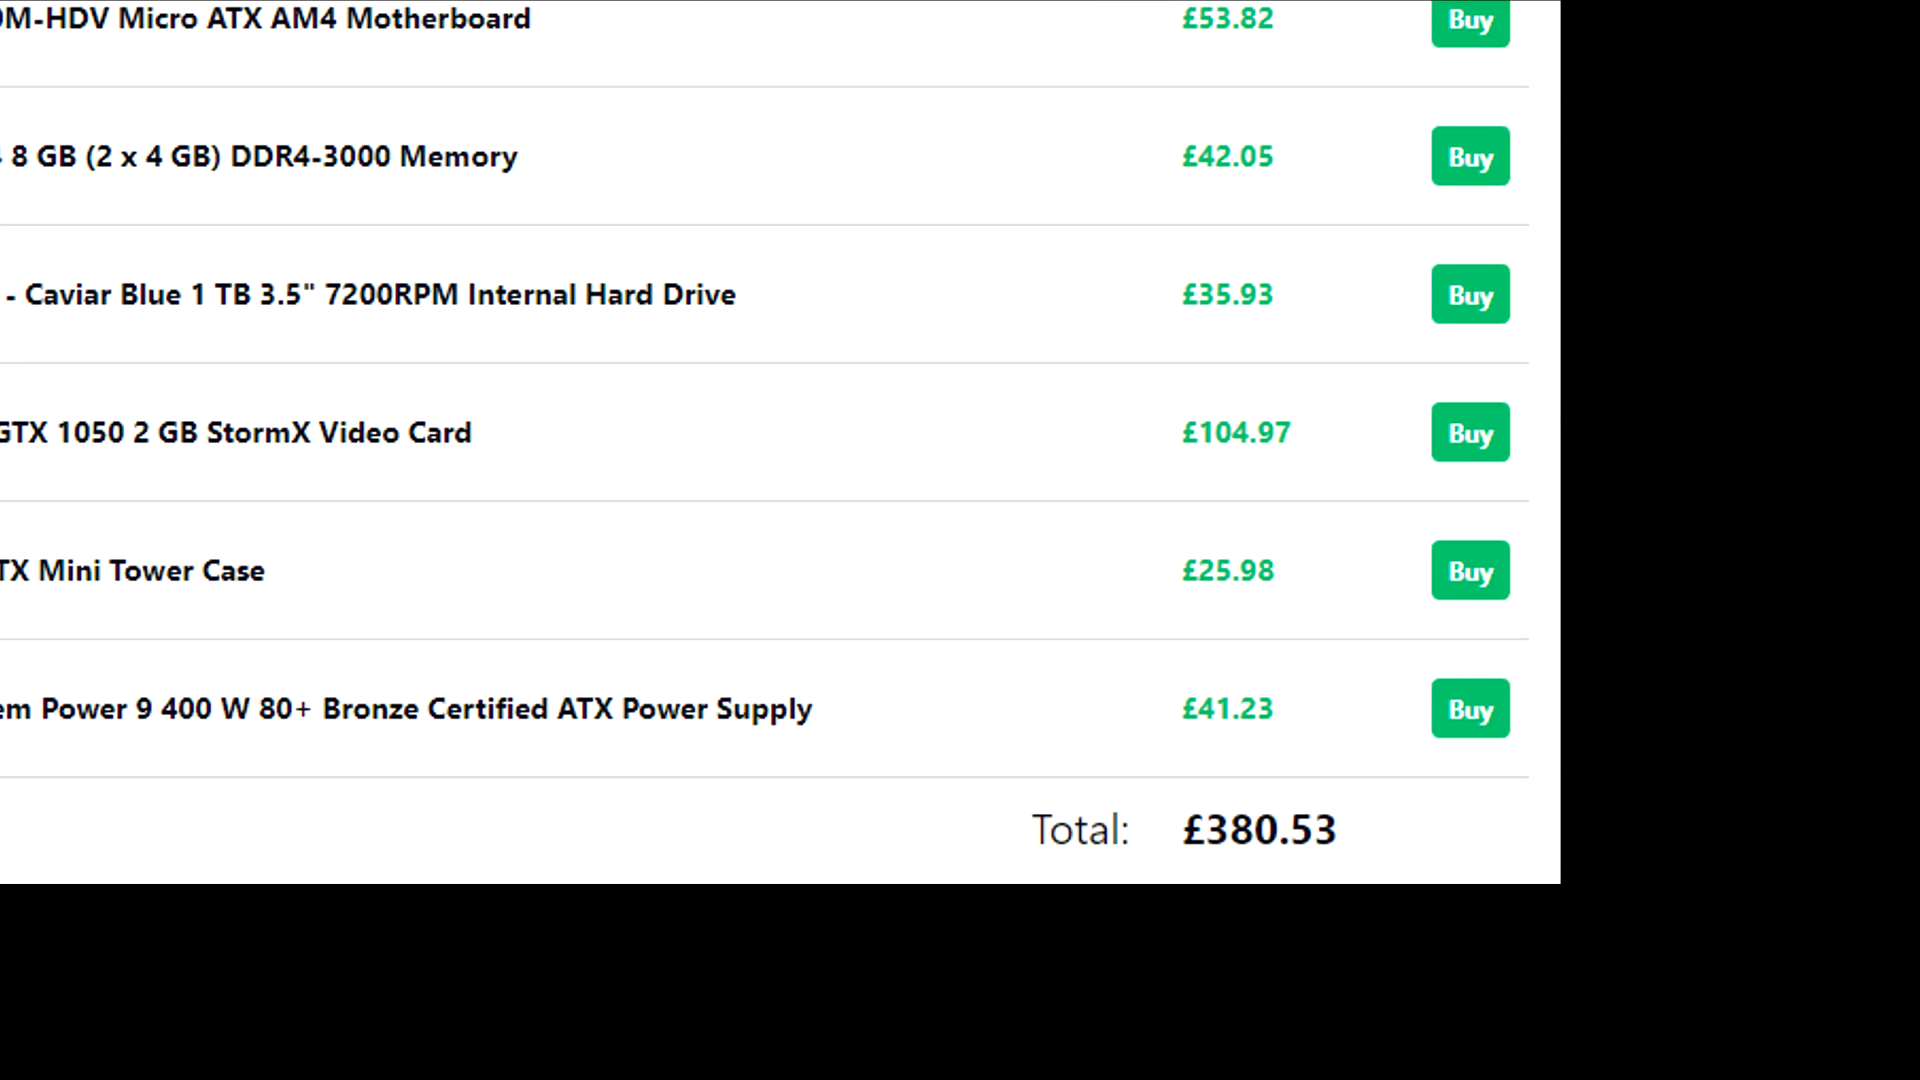 M-HDV Micro ATX AM4 Motherboard £53.82 Buy
8 GB (2 x 4 GB) DDR4-3000 Memory £42.05 Buy
- Caviar Blue 1 TB 3.5" 7200RPM Internal Hard Drive £35.93 Buy
GTX 1050 2 GB StormX Video Card £104.97 Buy
TX Mini Tower Case £25.98 Buy
em Power 9 400 W 80+ Bronze Certified ATX Power Supply £41.23 Buy
Total: £380.53